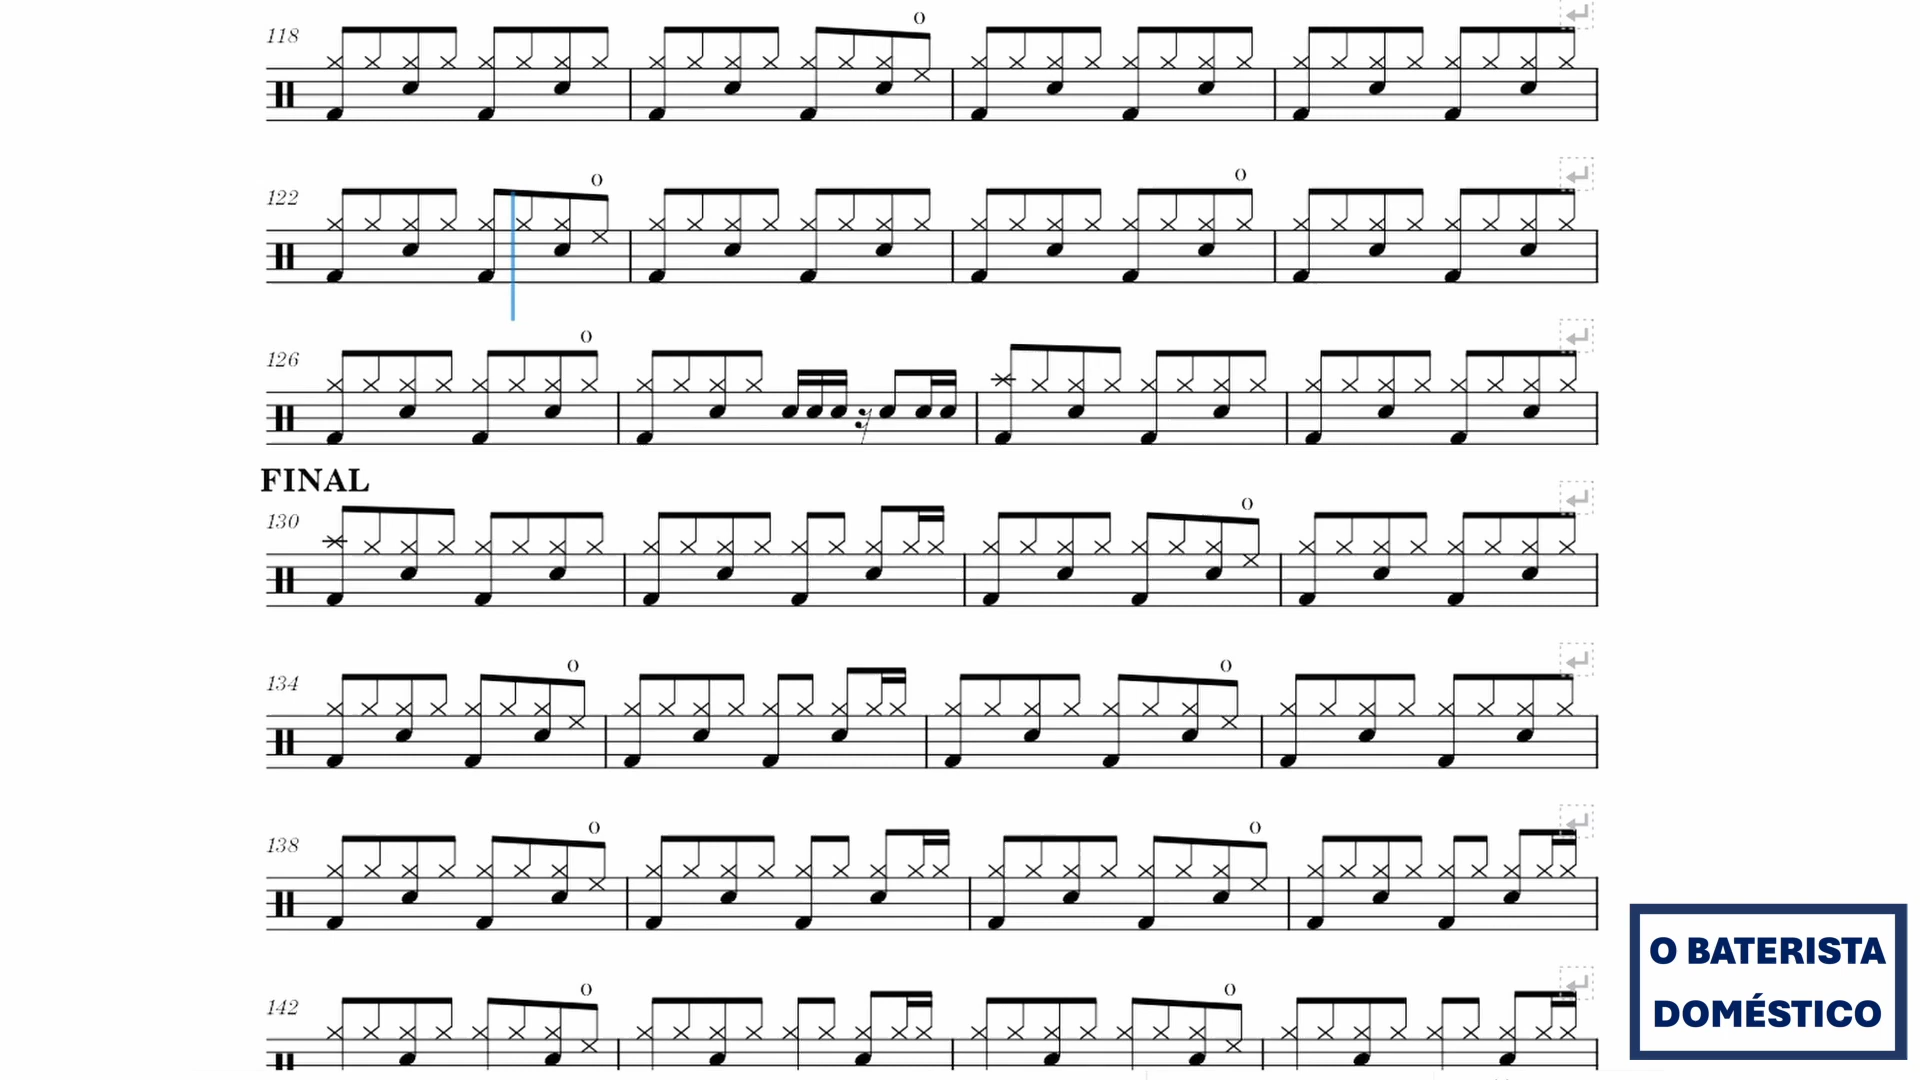 118
o
122
o
o
126
o
FINAL
130
o
134
o
o
138
o
o
142
o
o
O BATERISTA
DOMÉSTICO